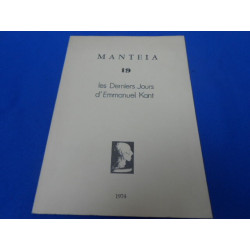 MANTEIA
19
les Derniers Jours
d'Emmanuel Kant
1974